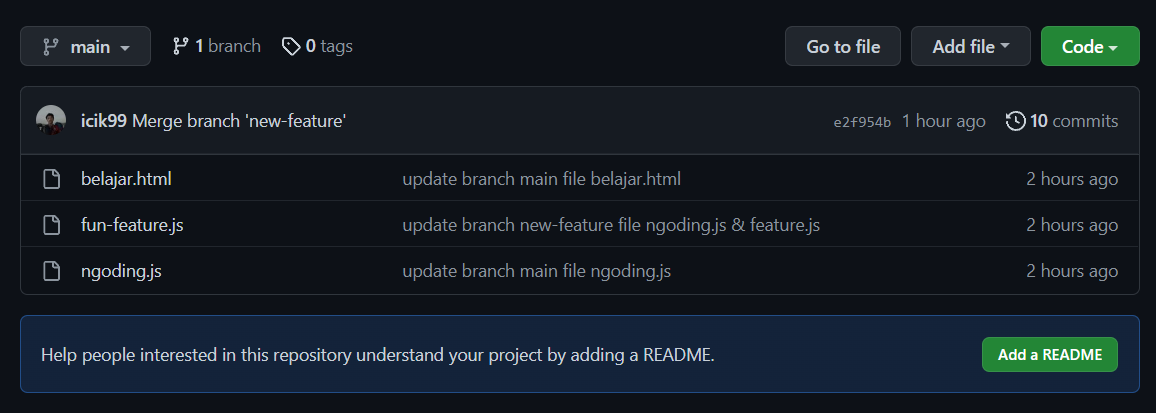 main 1 branch 0 tags Go to file Add file Code
icik99 Merge branch 'new-feature' e2f954b 1 hour ago 10 commits
belajar.html update branch main file belajar.html 2 hours ago
fun-feature.js update branch new-feature file ngoding.js & feature.js 2 hours ago
ngoding.js update branch main file ngoding.js 2 hours ago
Help people interested in this repository understand your project by adding a README. Add a README